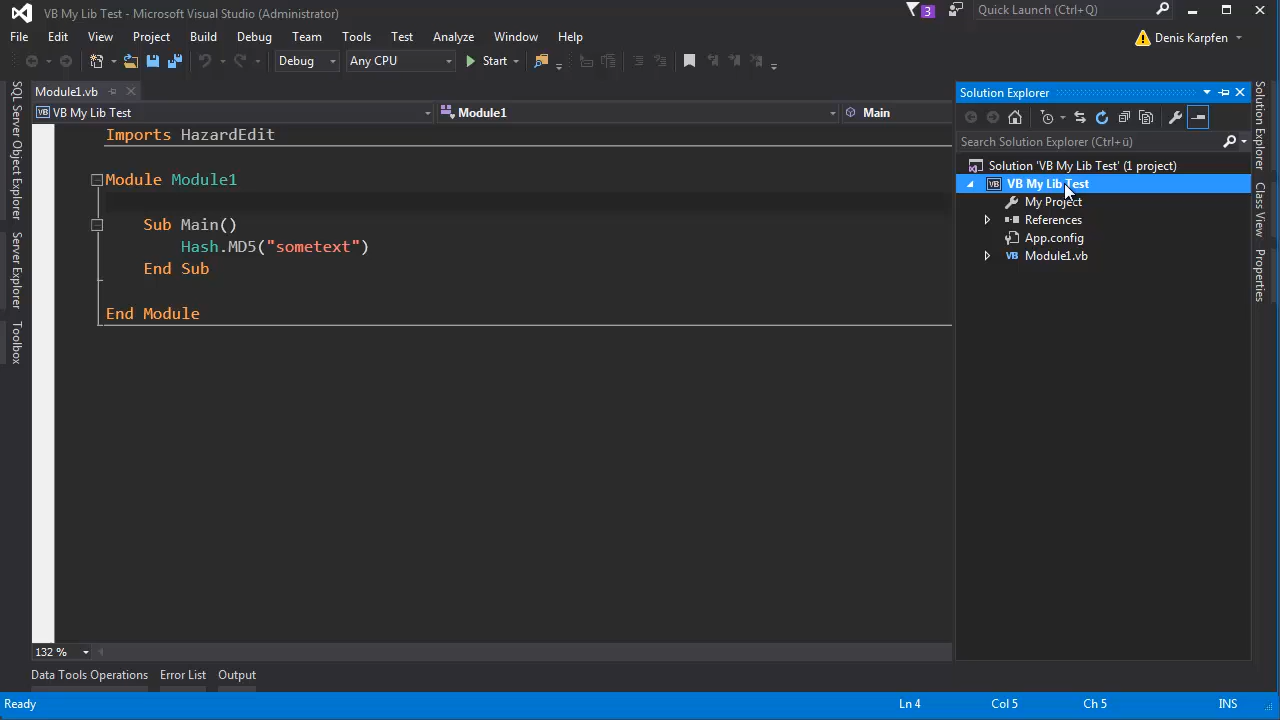 VB My Lib Test - Microsoft Visual Studio (Administrator)
3
Quick Launch (Ctrl+Q)
File Edit View Project Build Debug Team Tools Test Analyze Window Help
Denis Karpfen
Debug Any CPU Start
Module1.vb
VB VB My Lib Test Module1 Main
Imports HazardEdit
Module Module1
Sub Main()
Hash.MD5("sometext")
End Sub
End Module
132 %
Solution Explorer
Search Solution Explorer (Ctrl+ü)
Solution 'VB My Lib Test' (1 project)
VB VB My Lib Test
My Project
References
App.config
VB Module1.vb
SQL Server Object Explorer
Server Explorer
Toolbox
Solution Explorer
Class View
Properties
Data Tools Operations Error List Output
Ready Ln 4 Col 5 Ch 5 INS